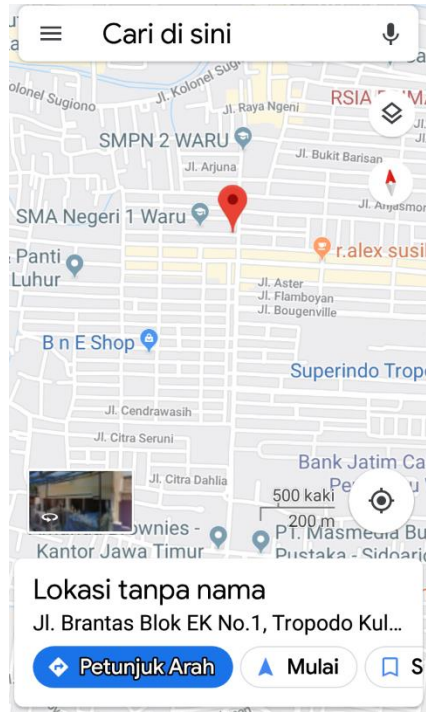 Cari di sini
Jl. Kolonel
olonel Sugiono
Jl. Raya Ngeni
RSIA
SMPN 2 WARU
Jl. Arjuna
Jl. Bukit Barisan
SMA Negeri 1 Waru
Panti
Luhur
r.alex susil
Jl. Aster
Jl. Flamboyan
Jl. Bougenville
B n E Shop
Superindo Tropo
Jl. Cendrawasih
Jl. Citra Seruni
Jl. Citra Dahlia
Bank Jatim Ca
500 kaki
200 m
ownies -
Kantor Jawa Timur
PT. Masmedia Bu
Pustaka - Sidoarjo
Lokasi tanpa nama
Jl. Brantas Blok EK No.1, Tropodo Kul...
Petunjuk Arah
Mulai
S